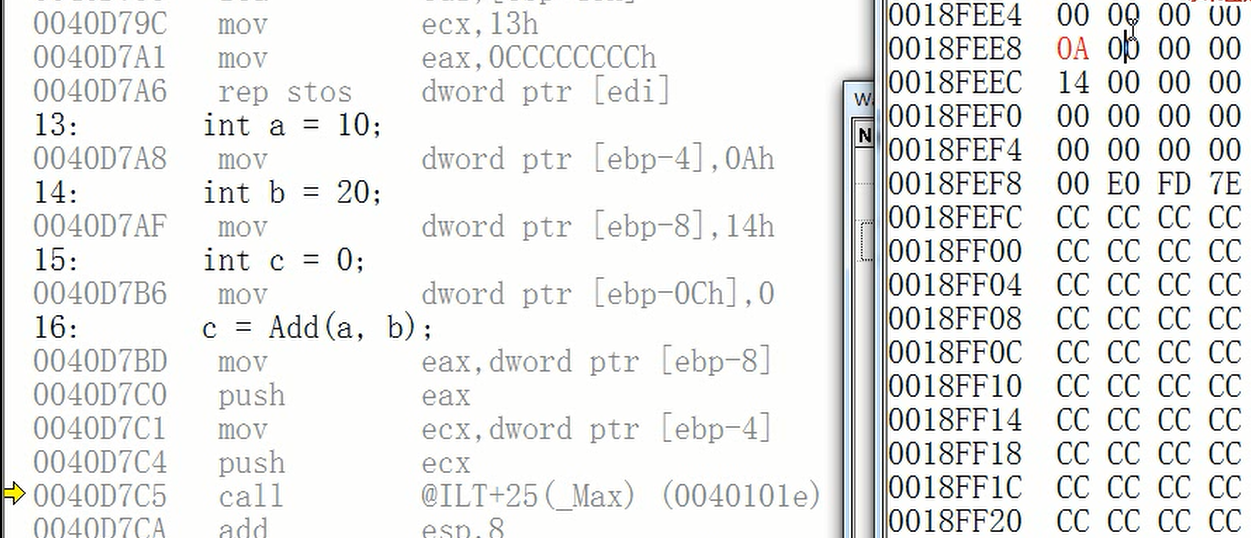 0040D79C mov ecx,13h
0040D7A1 mov eax,0CCCCCCCCh
0040D7A6 rep stos dword ptr [edi]
13: int a = 10;
0040D7A8 mov dword ptr [ebp-4],0Ah
14: int b = 20;
0040D7AF mov dword ptr [ebp-8],14h
15: int c = 0;
0040D7B6 mov dword ptr [ebp-0Ch],0
16: c = Add(a, b);
0040D7BD mov eax,dword ptr [ebp-8]
0040D7C0 push eax
0040D7C1 mov ecx,dword ptr [ebp-4]
0040D7C4 push ecx
0040D7C5 call @ILT+25(_Max) (0040101e)
0040D7CA add esp,8
N
0018FEE4 00 00 00 00
0018FEE8 0A 00 00 00
0018FEEC 14 00 00 00
0018FEF0 00 00 00 00
0018FEF4 00 00 00 00
0018FEF8 00 E0 FD 7E
0018FEFC CC CC CC CC
0018FF00 CC CC CC CC
0018FF04 CC CC CC CC
0018FF08 CC CC CC CC
0018FF0C CC CC CC CC
0018FF10 CC CC CC CC
0018FF14 CC CC CC CC
0018FF18 CC CC CC CC
0018FF1C CC CC CC CC
0018FF20 CC CC CC CC